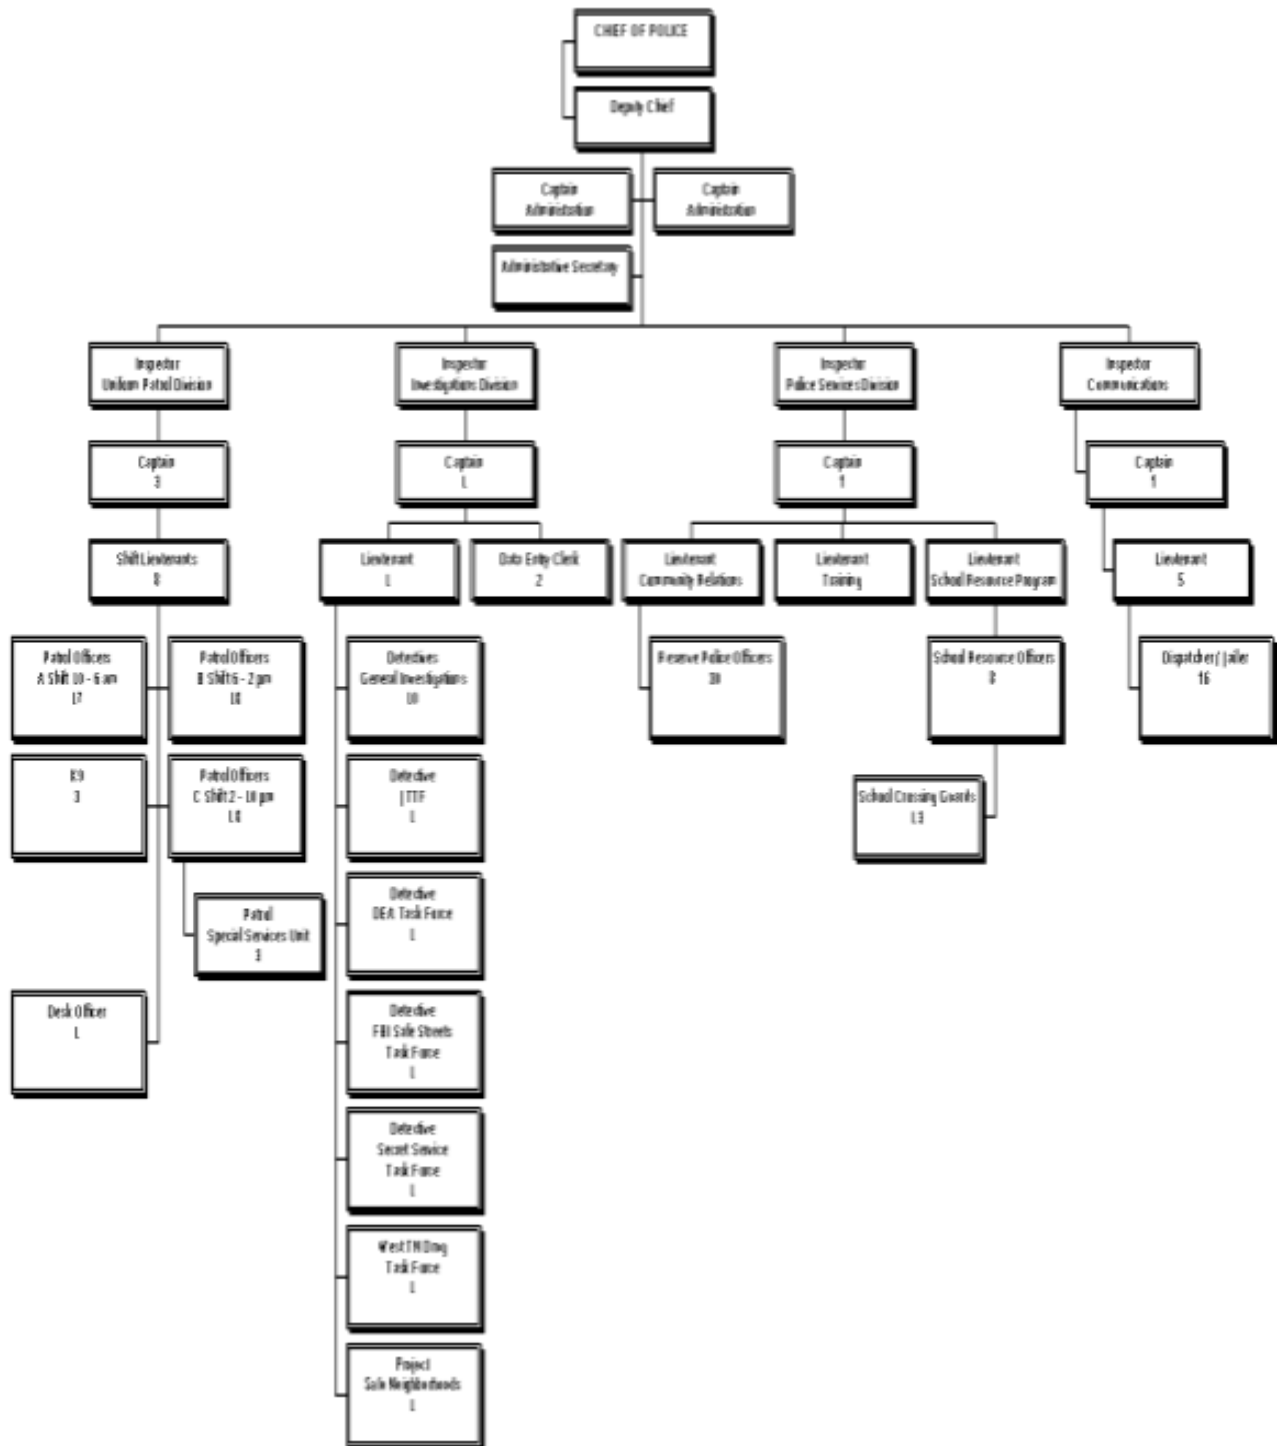 CHIEF OF POLICE
Deputy Chief
Captain
Administration
Captain
Administration
Administrative Secretary
Inspector
Uniform Patrol Division
Inspector
Investigations Division
Inspector
Police Services Division
Inspector
Communications
Captain
3
Captain
1
Captain
1
Captain
1
Shift Lieutenants
Lieutenant
1
Data Entry Clerk
2
Lieutenant
Community Relations
Lieutenant
Training
Lieutenant
School Resource Program
Lieutenant
5
Patrol Officers
A Shift 10 - 6 am
17
Patrol Officers
B Shift 6 - 2 pm
Detectives
General Investigations
10
Reserve Police Officers
School Resource Officers
Dispatcher/Jailer
16
K9
3
Patrol Officers
C Shift 2 - 10 pm
Detective
JTTF
1
School Crossing Guards
13
Patrol
Special Services Unit
3
Detective
DEA Task Force
1
Desk Officer
1
Detective
FBI Safe Streets
Task Force
1
Detective
Secret Service
Task Force
1
West TN Drug
Task Force
1
Project
Safe Neighborhoods
1